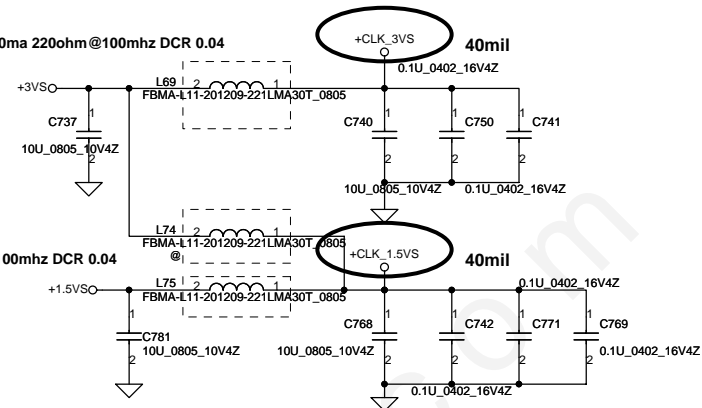 0ma 220ohm@100mhz DCR 0.04
+CLK_3VS
40mil
0.1U_0402_16V4Z
+3VS
L69
2
1
FBMA-L11-201209-221LMA30T_0805
1
C737
2
10U_0805_10V4Z
1
C740
2
1
C750
2
1
C741
2
10U_0805_10V4Z
0.1U_0402_16V4Z
L74
2
1
FBMA-L11-201209-221LMA30T_0805
@
+CLK_1.5VS
40mil
00mhz DCR 0.04
+1.5VS
L75
2
1
FBMA-L11-201209-221LMA30T_0805
0.1U_0402_16V4Z
1
C781
2
10U_0805_10V4Z
1
C768
2
10U_0805_10V4Z
1
C742
2
1
C771
2
1
C769
2
0.1U_0402_16V4Z
0.1U_0402_16V4Z
com